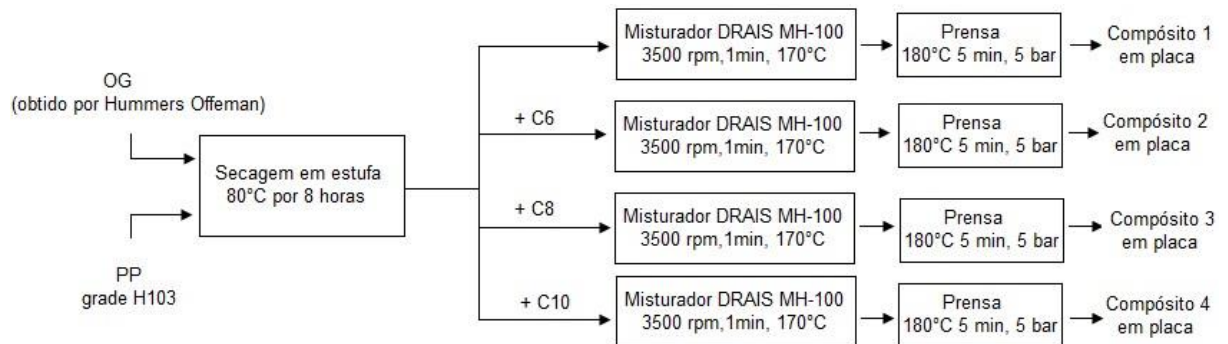 OG
(obtido por Hummers Offeman)
PP
grade H103
Secagem em estufa
80°C por 8 horas
Misturador DRAIS MH-100
3500 rpm,1min, 170°C
Prensa
180°C 5 min, 5 bar
Compósito 1
em placa
+ C6
Misturador DRAIS MH-100
3500 rpm,1min, 170°C
Prensa
180°C 5 min, 5 bar
Compósito 2
em placa
+ C8
Misturador DRAIS MH-100
3500 rpm,1min, 170°C
Prensa
180°C 5 min, 5 bar
Compósito 3
em placa
+ C10
Misturador DRAIS MH-100
3500 rpm,1min, 170°C
Prensa
180°C 5 min, 5 bar
Compósito 4
em placa